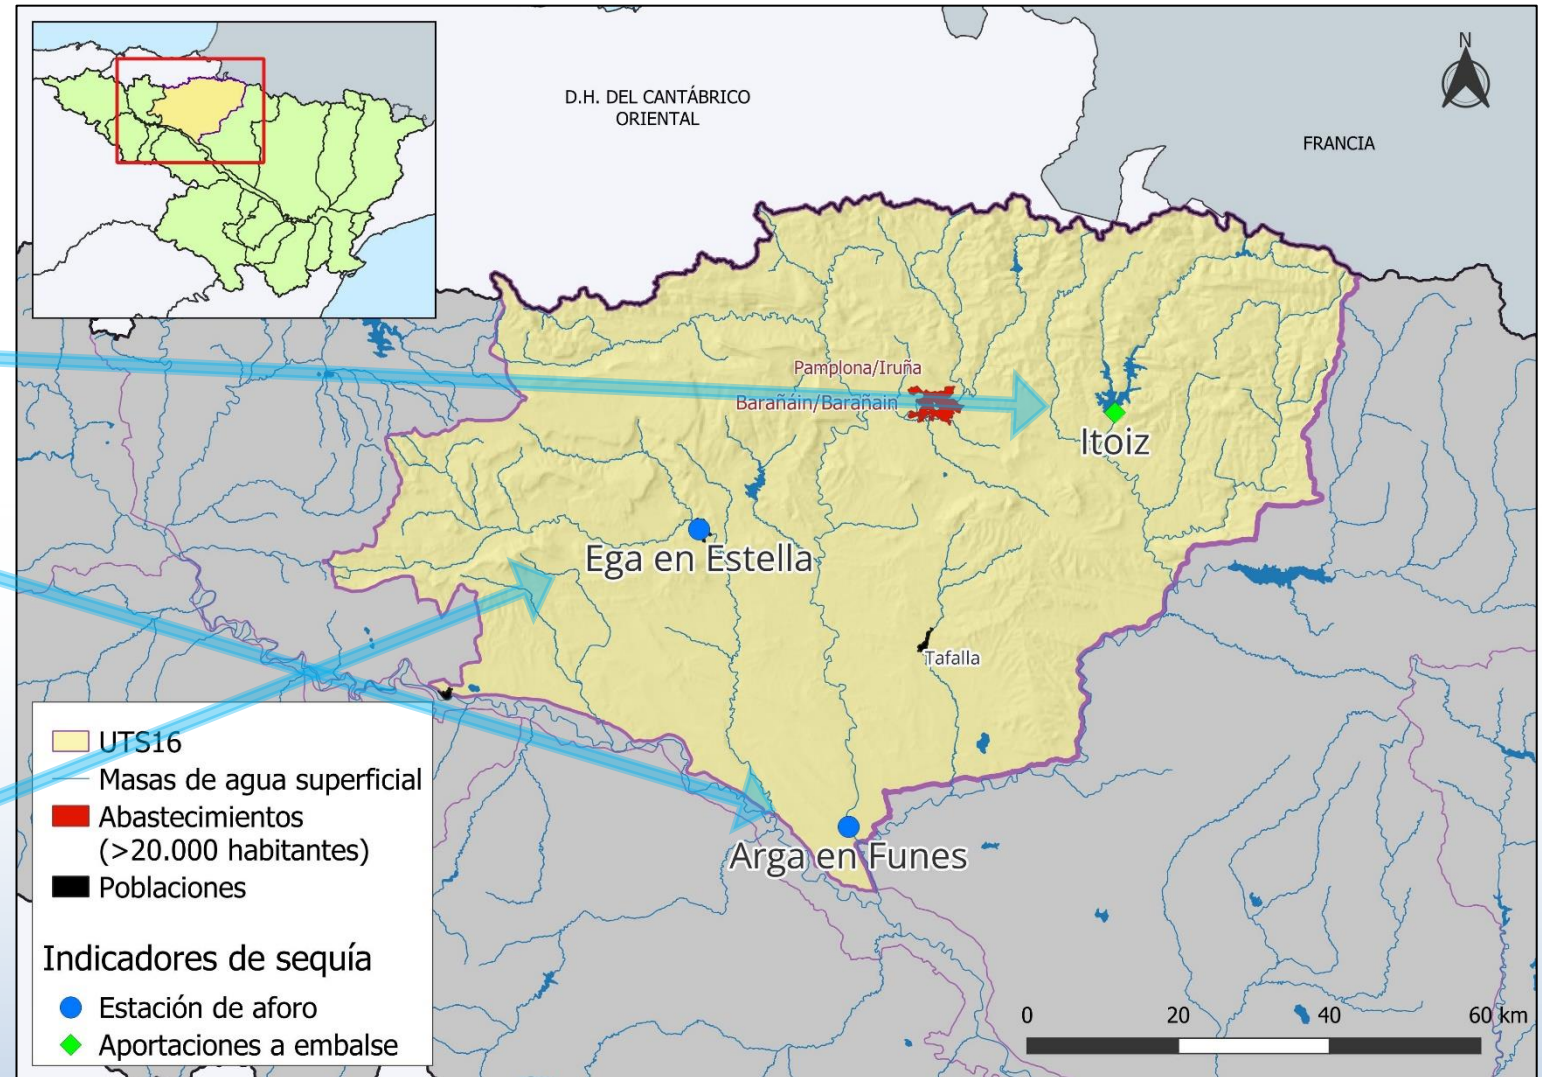 D.H. DEL CANTÁBRICO
ORIENTAL
N
FRANCIA
Pamplona/Iruña
Barañáin/Barañain
Itoiz
Ega en Estella
Tafalla
Arga en Funes
UTS16
Masas de agua superficial
Abastecimientos
(>20.000 habitantes)
Poblaciones
Indicadores de sequía
Estación de aforo
Aportaciones a embalse
0 20 40 60 km